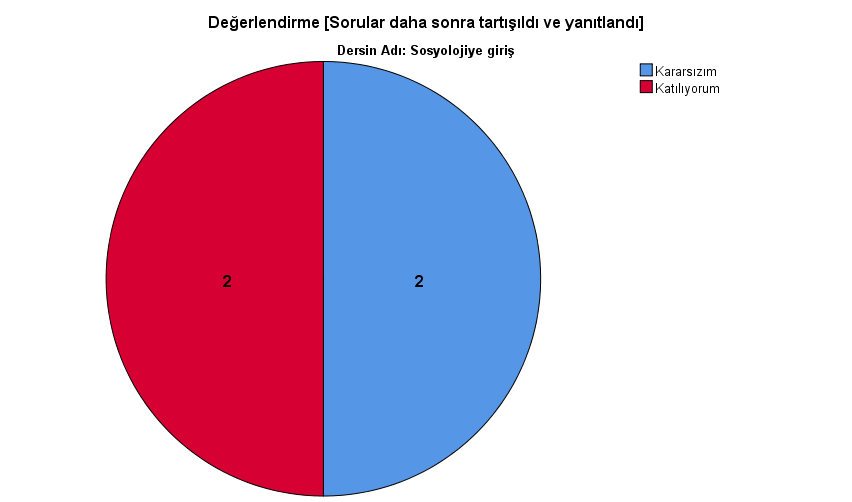 Değerlendirme [Sorular daha sonra tartışıldı ve yanıtlandı]
Dersin Adı: Sosyolojiye giriş
Kararsızım
Katılıyorum
2
2